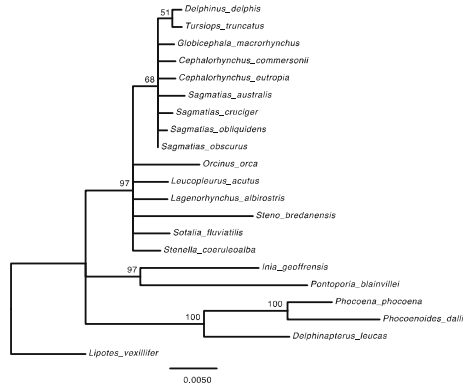 51
Delphinus_delphis
Tursiops_truncatus
Globicephala_macrorhynchus
Cephalorhynchus_commersonii
68
Cephalorhynchus_eutropia
Sagmatias_australis
Sagmatias_cruciger
Sagmatias_obliquidens
Sagmatias_obscurus
Orcinus_orca
97
Leucopleurus_acutus
Lagenorhynchus_albirostris
Steno_bredanensis
Sotalia_fluviatilis
Stenella_coeruleoalba
97
Inia_geoffrensis
Pontoporia_blainvillei
100
Phocoena_phocoena
Phocoenoides_dalli
100
Delphinapterus_leucas
Lipotes_vexillifer
0.0050